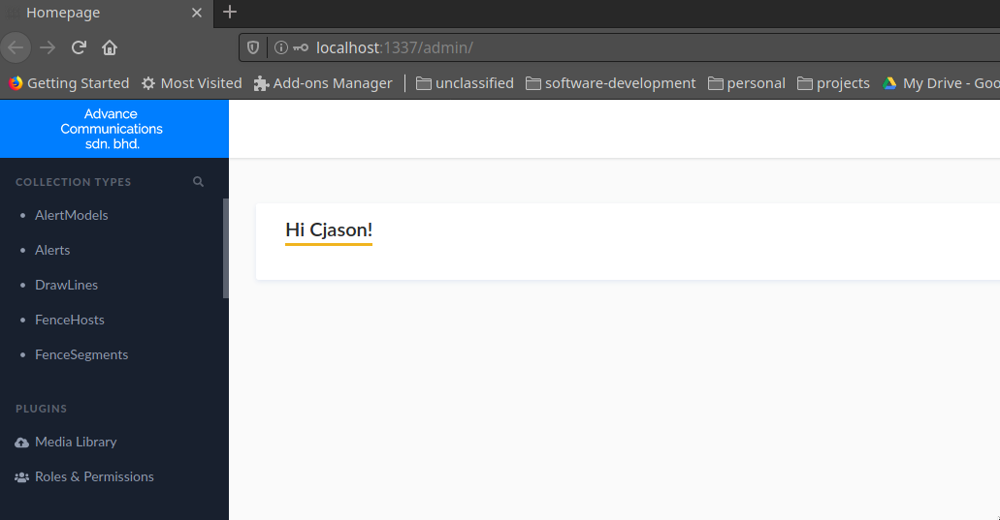 Homepage
localhost:1337/admin/
Getting Started Most Visited Add-ons Manager unclassified software-development personal projects My Drive - Goo
Advance
Communications
sdn. bhd.
COLLECTION TYPES
AlertModels
Alerts
DrawLines
FenceHosts
FenceSegments
PLUGINS
Media Library
Roles & Permissions
Hi Cjason!